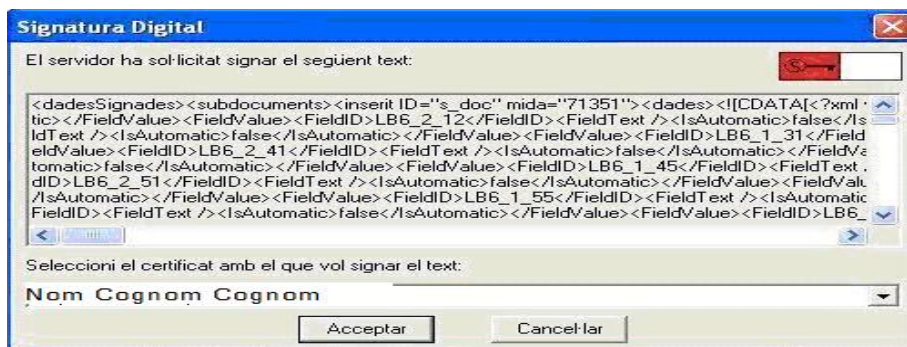 Signatura Digital
El servidor ha sol·licitat signar el següent text:
<dadesSignades><subdocuments><inserit ID="s_doc" mida="71351"><dades><![CDATA[<?xml
tic></FieldValue><FieldValue><FieldID>LB6_2_12</FieldID><FieldText /><IsAutomatic>false</Is
ldText /><IsAutomatic>false</IsAutomatic></FieldValue><FieldValue><FieldID>LB6_1_31</Field
eldValue><FieldID>LB6_2_41</FieldID><FieldText /><IsAutomatic>false</IsAutomatic></FieldVa
tomatic>false</IsAutomatic></FieldValue><FieldValue><FieldID>LB6_1_45</FieldID><FieldText
dID>LB6_2_51</FieldID><FieldText /><IsAutomatic>false</IsAutomatic></FieldValue><FieldValu
/IsAutomatic></FieldValue><FieldValue><FieldID>LB6_1_55</FieldID><FieldText /><IsAutomatic
FieldID><FieldText /><IsAutomatic>false</IsAutomatic></FieldValue><FieldValue><FieldID>LB6_
Seleccioni el certificat amb el que vol signar el text:
Nom Cognom Cognom
Acceptar Cancel·lar